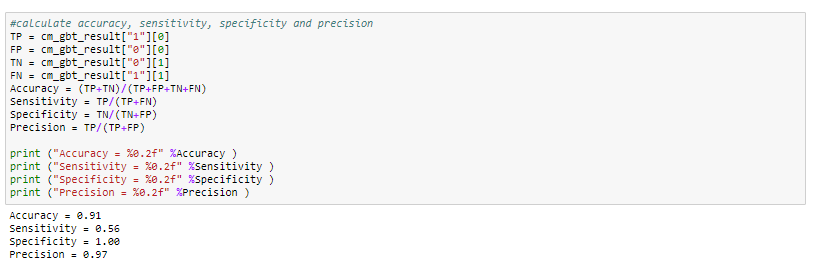 #calculate accuracy, sensitivity, specificity and precision
TP = cm_gbt_result["1"][0]
FP = cm_gbt_result["0"][0]
TN = cm_gbt_result["0"][1]
FN = cm_gbt_result["1"][1]
Accuracy = (TP+TN)/(TP+FP+TN+FN)
Sensitivity = TP/(TP+FN)
Specificity = TN/(TN+FP)
Precision = TP/(TP+FP)
print ("Accuracy = %0.2f" %Accuracy )
print ("Sensitivity = %0.2f" %Sensitivity )
print ("Specificity = %0.2f" %Specificity )
print ("Precision = %0.2f" %Precision )
Accuracy = 0.91
Sensitivity = 0.56
Specificity = 1.00
Precision = 0.97